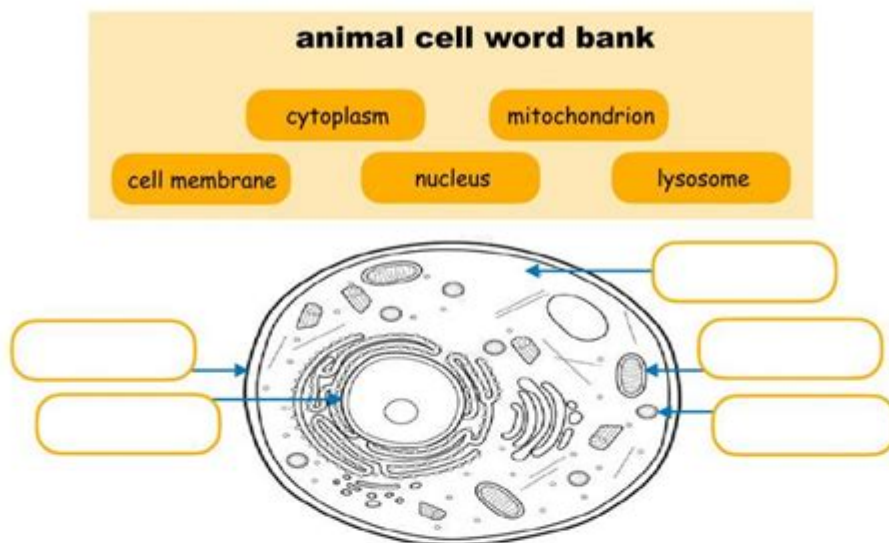 animal cell word bank
cytoplasm mitochondrion
cell membrane nucleus lysosome